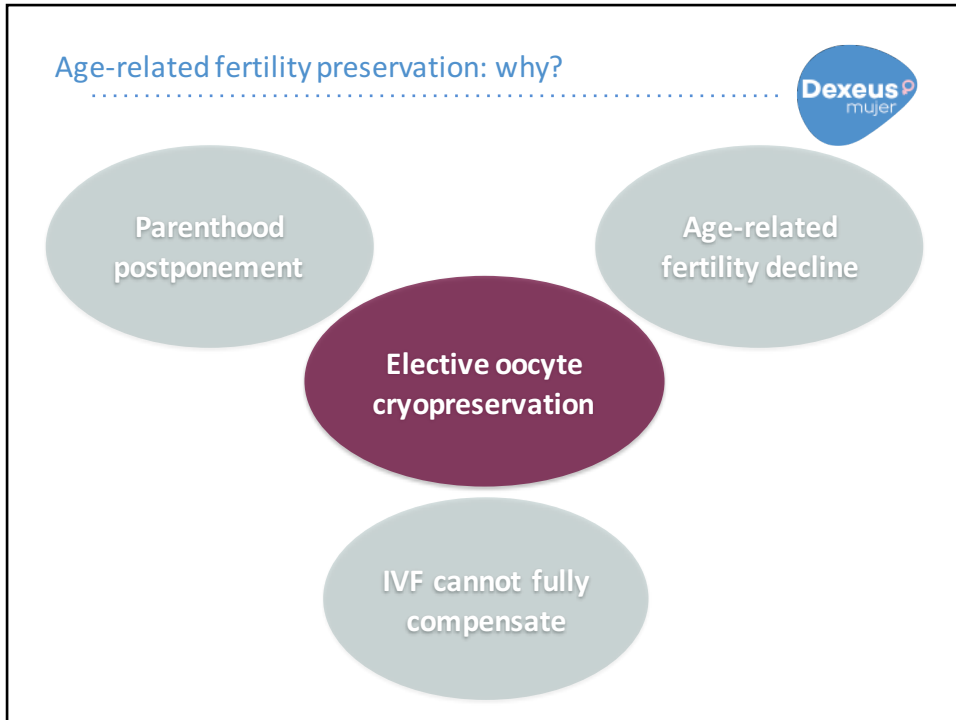 Age-related fertility preservation: why?
Dexeus
mujer
Parenthood
postponement
Age-related
fertility decline
Elective oocyte
cryopreservation
IVF cannot fully
compensate